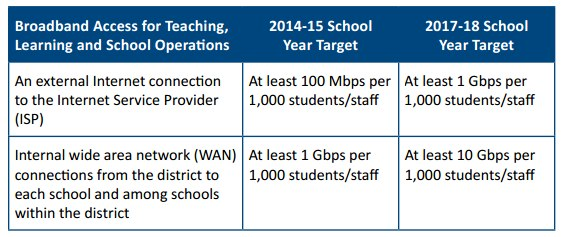 Broadband Access for Teaching,
Learning and School Operations
2014-15 School
Year Target
2017-18 School
Year Target
An external Internet connection
to the Internet Service Provider
(ISP)
At least 100 Mbps per
1,000 students/staff
At least 1 Gbps per
1,000 students/staff
Internal wide area network (WAN)
connections from the district to
each school and among schools
within the district
At least 1 Gbps per
1,000 students/staff
At least 10 Gbps per
1,000 students/staff